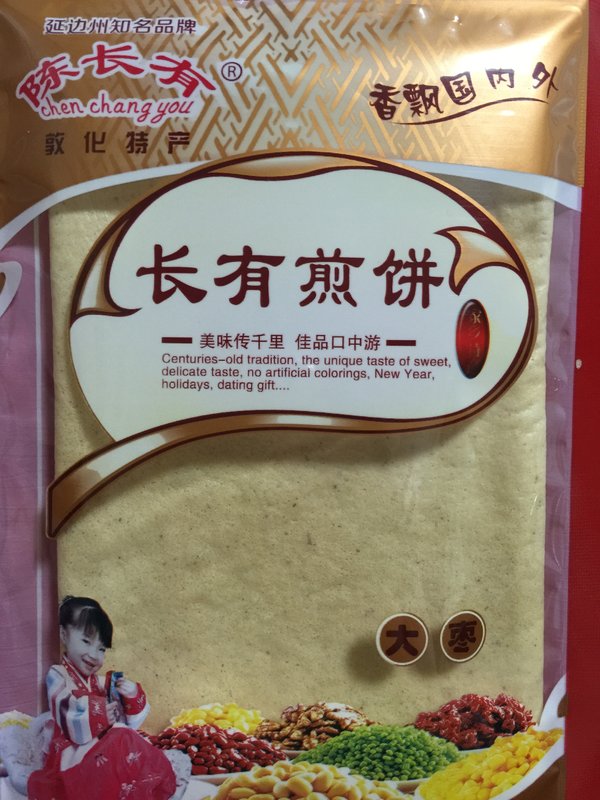 延边州知名品牌
陈长有®
chen chang you
敦化特产
香飘国内外
长有煎饼
美味传千里 佳品口中游
Centuries-old tradition, the unique taste of sweet,
delicate taste, no artificial colorings, New Year,
holidays, dating gift....
大枣